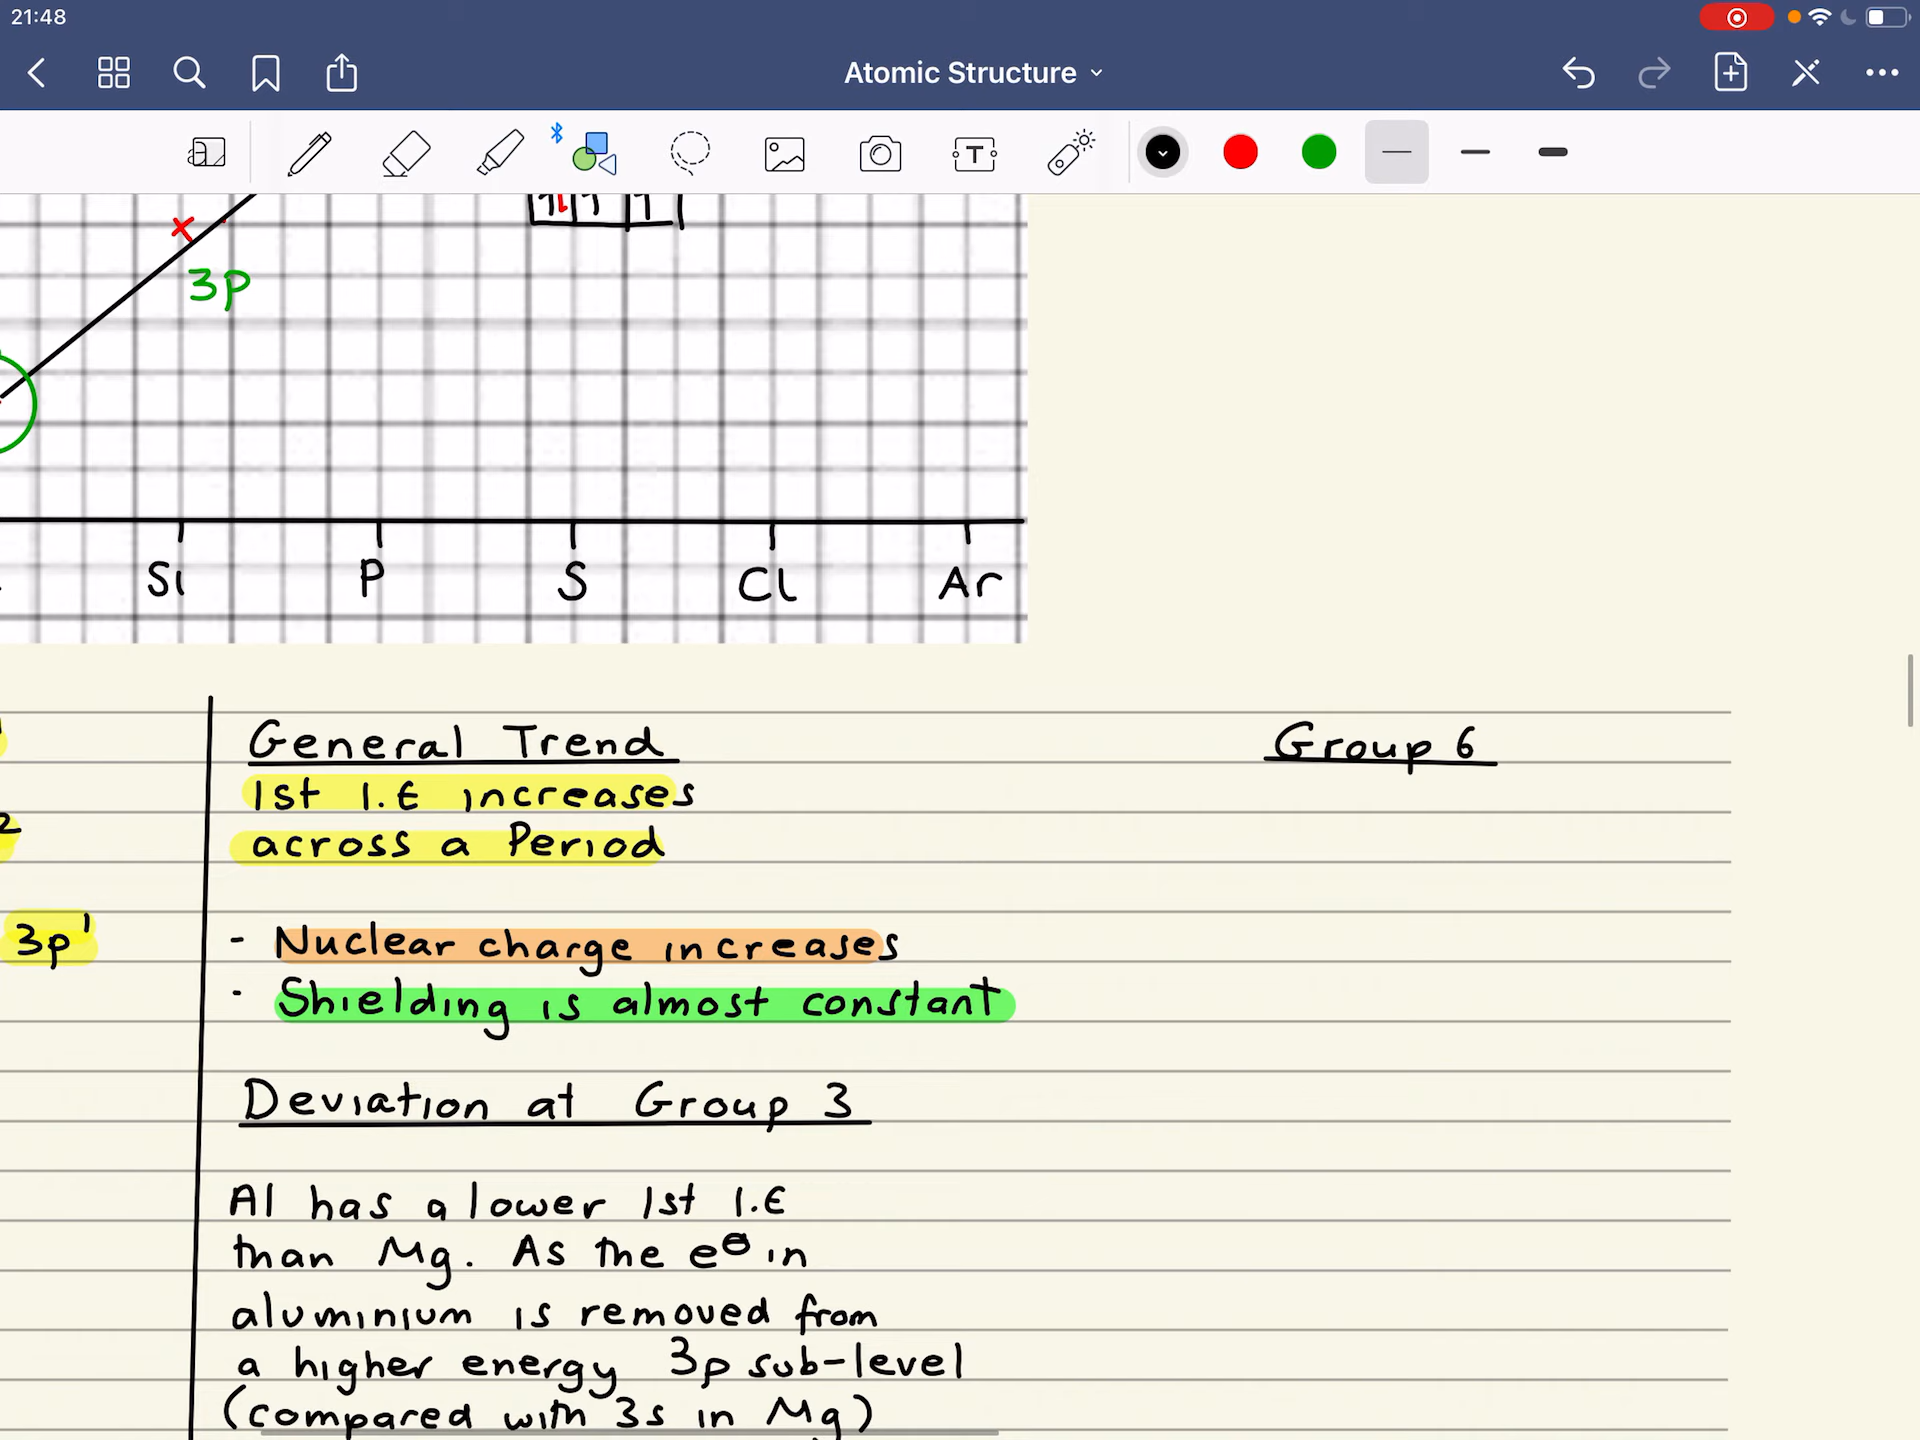 21:48
Atomic Structure
T
3p
Si P S Cl Ar
General Trend
1st I.E increases
across a Period
- Nuclear charge increases
- Shielding is almost constant
Deviation at Group 3
Al has a lower 1st I.E
than Mg. As the e⊖ in
aluminium is removed from
a higher energy 3p sub-level
(compared with 3s in Mg)
Group 6
2
3p¹